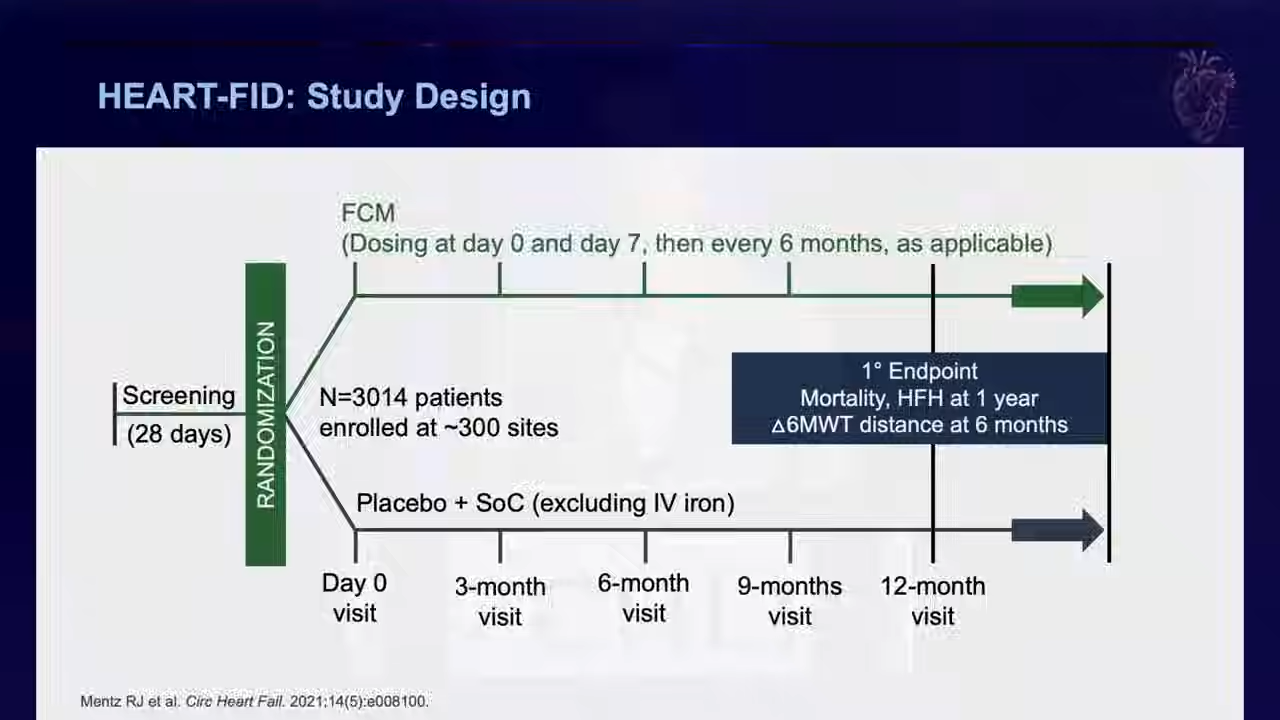 HEART-FID: Study Design
FCM
(Dosing at day 0 and day 7, then every 6 months, as applicable)
RANDOMIZATION
Screening
(28 days)
N=3014 patients
enrolled at ~300 sites
1° Endpoint
Mortality, HFH at 1 year
Δ6MWT distance at 6 months
Placebo + SoC (excluding IV iron)
Day 0
visit
3-month
visit
6-month
visit
9-months
visit
12-month
visit
Mentz RJ et al. Circ Heart Fail. 2021;14(5):e008100.